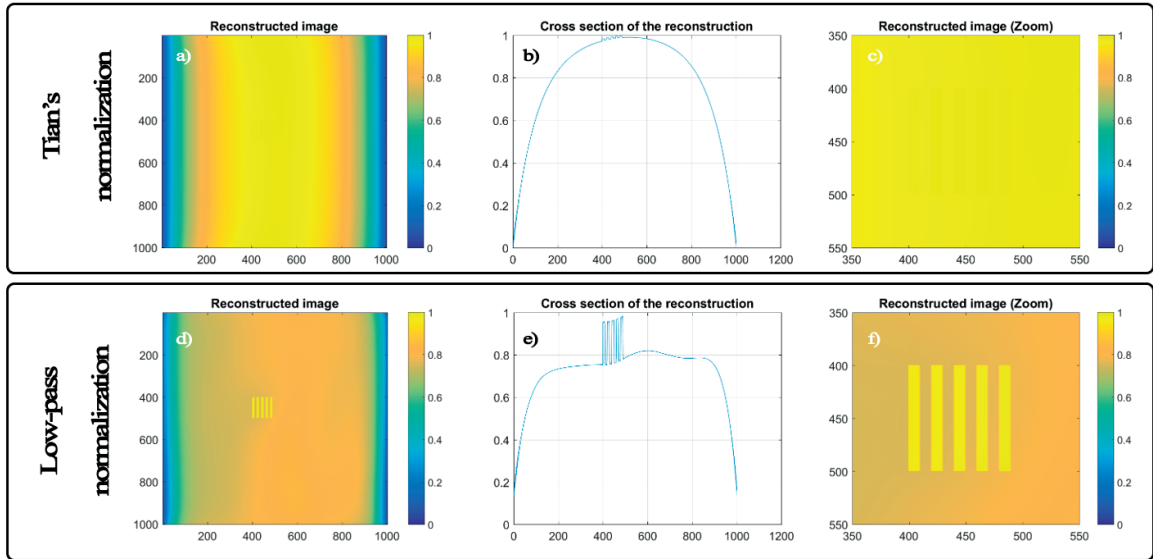 Tian's
normalization
Reconstructed image
a)
200
400
600
800
1000
200 400 600 800 1000
1
0.8
0.6
0.4
0.2
0
Cross section of the reconstruction
b)
1
0.8
0.6
0.4
0.2
0
0 200 400 600 800 1000 1200
Reconstructed image (Zoom)
c)
350
400
450
500
550
350 400 450 500 550
1
0.8
0.6
0.4
0.2
0
Low-pass
normalization
Reconstructed image
d)
200
400
600
800
1000
200 400 600 800 1000
1
0.8
0.6
0.4
0.2
0
Cross section of the reconstruction
e)
1
0.8
0.6
0.4
0.2
0
0 200 400 600 800 1000 1200
Reconstructed image (Zoom)
f)
350
400
450
500
550
350 400 450 500 550
1
0.8
0.6
0.4
0.2
0